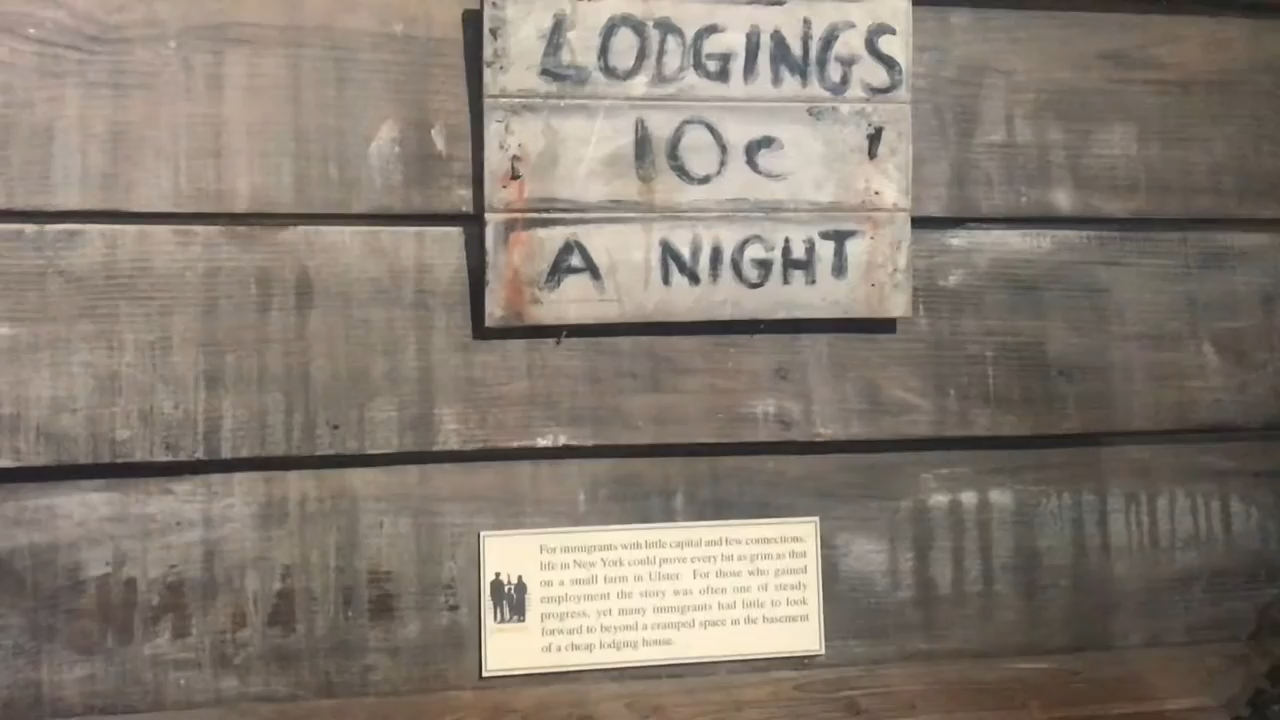 LODGINGS
10c
A NIGHT
For immigrants with little capital and few connections,
life in New York could prove every bit as grim as that
on a small farm in Ulster. For those who gained
employment the story was often one of steady
progress, yet many immigrants had little to look
forward to beyond a cramped space in the basement
of a cheap lodging house.